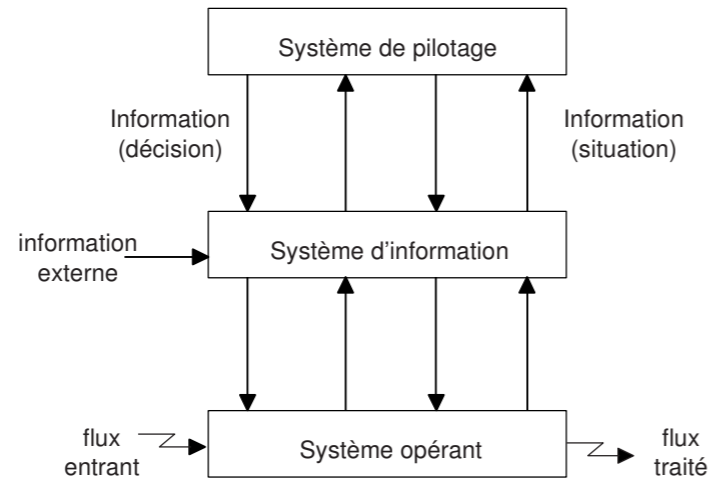 Système de pilotage
Information
(décision)
Information
(situation)
information
externe
Système d'information
flux
entrant
Système opérant
flux
traité